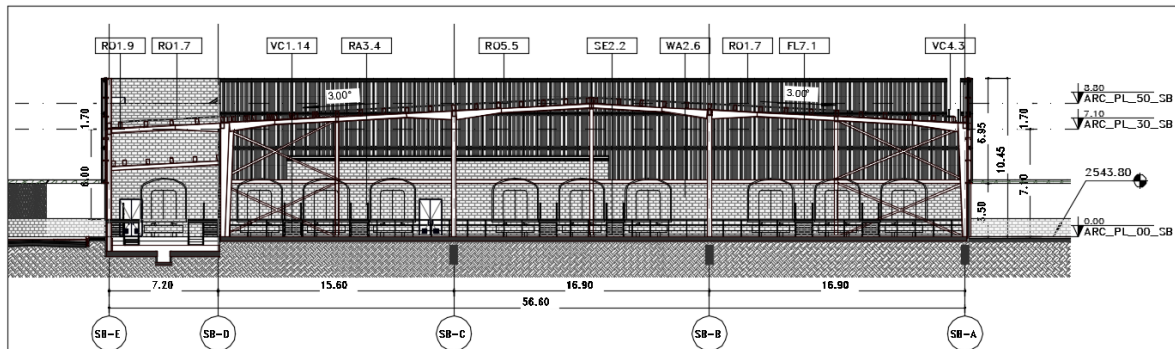 RO1.9 RO1.7 VC1.14 RA3.4 RO5.5 SE2.2 WA2.6 RO1.7 FL7.1 VC4.3
3.00° 3.00°
8.80
ARC_PL_50_SB
7.10
ARC_PL_30_SB
1.70 6.95 1.70
10.45
6.00 7.10
2543.80
3.50
0.00
ARC_PL_00_SB
7.20 15.60 16.90 16.90
56.60
SB-E SB-D SB-C SB-B SB-A